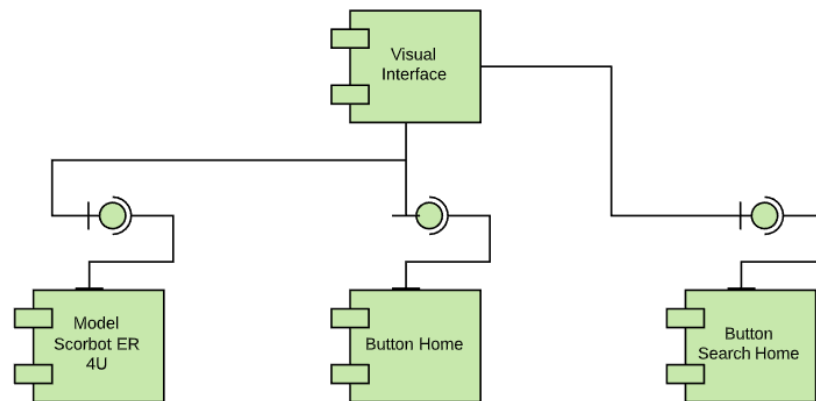 Visual
Interface
Model
Scorbot ER
4U
Button Home
Button
Search Home